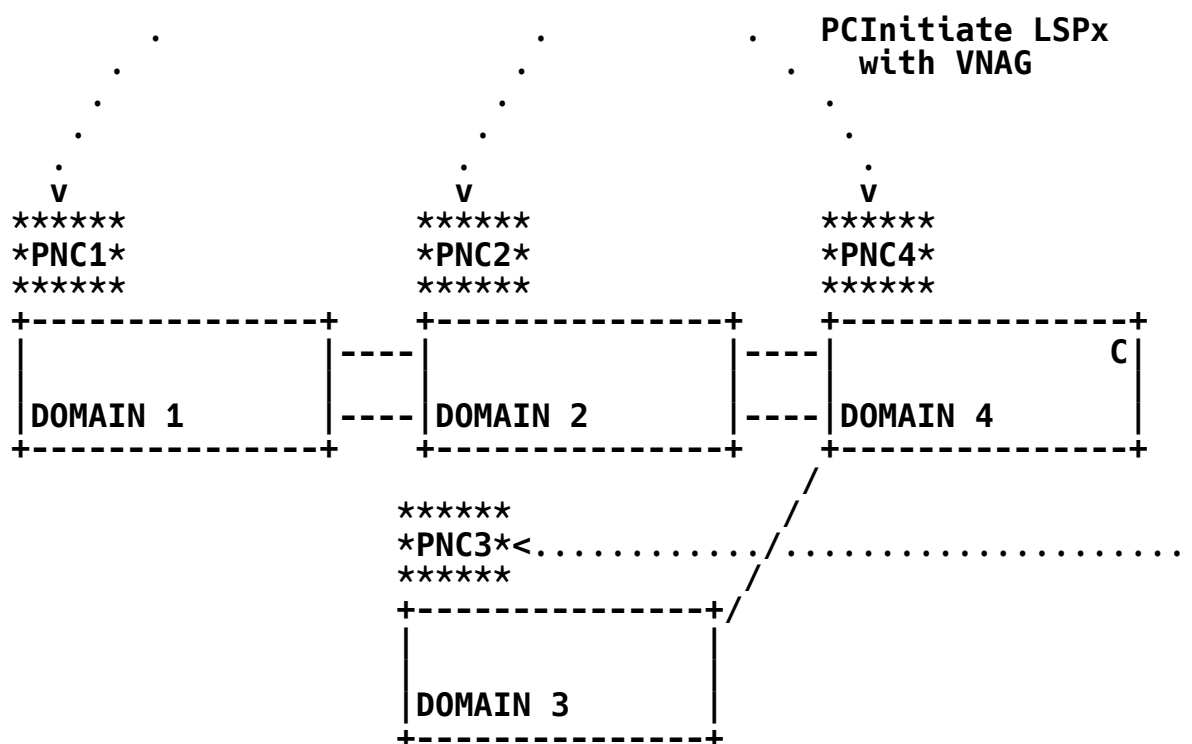 PCInitiate LSPx
with VNAG
v v v
****** ****** ******
*PNC1* *PNC2* *PNC4*
****** ****** ******
C
DOMAIN 1 DOMAIN 2 DOMAIN 4
******
*PNC3*<
******
DOMAIN 3